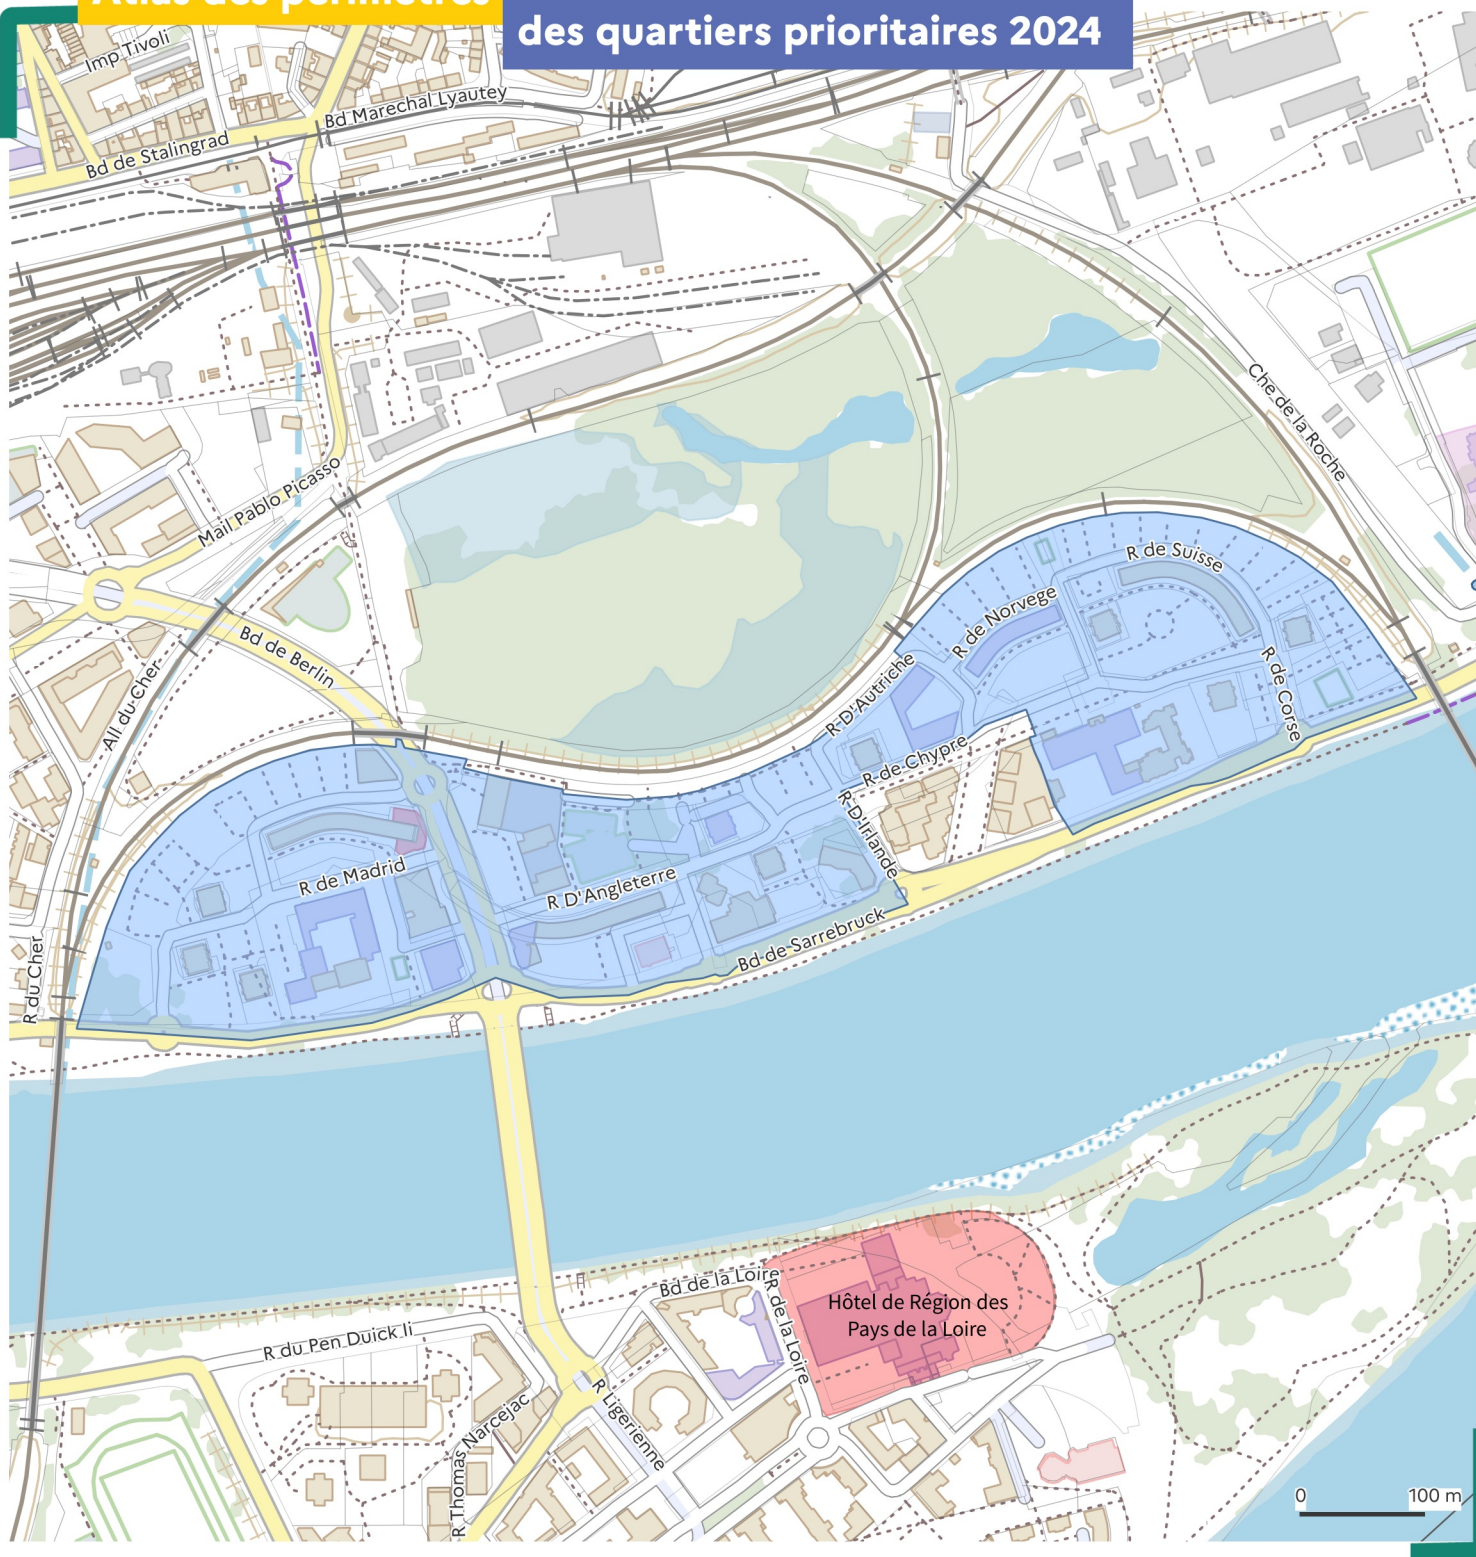 Atlas des périmètres
des quartiers prioritaires 2024
Imp Tivoli
Bd Marechal Lyautey
Bd de Stalingrad
Che de la Roche
Mail Pablo Picasso
R de Suisse
R de Norvege
Bd de Berlin
R D'Autriche
R de Corse
All du Cher
R de Chypre
R D'Irlande
R de Madrid
R D'Angleterre
Bd de Sarrebruck
R du Cher
Bd de la Loire
R de la Loire
Hôtel de Région des
Pays de la Loire
R du Pen Duick Ii
R Ligerienne
R Thomas Narcejac
0 100 m